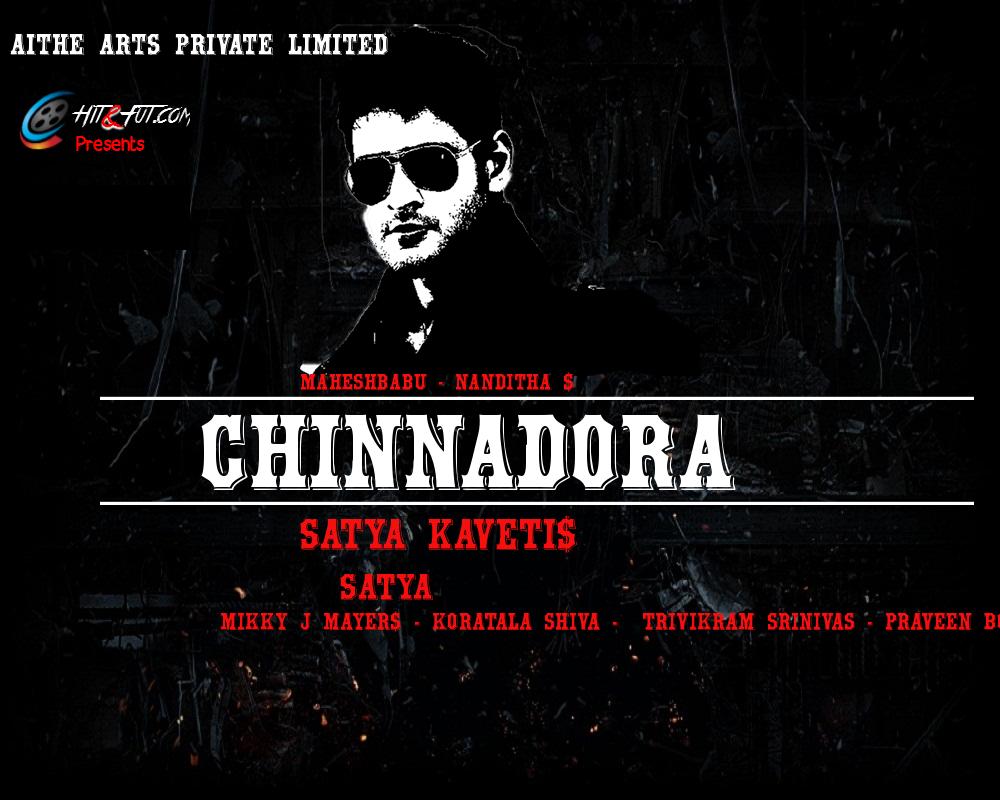 AITHE ARTS PRIVATE LIMITED
HIT&FUT.COM
Presents
MAHESHBABU - NANDITHA $
CHINNADORA
SATYA KAVETI$
SATYA
MIKKY J MAYER$ - KORATALA SHIVA - TRIVIKRAM SRINIVAS - PRAVEEN